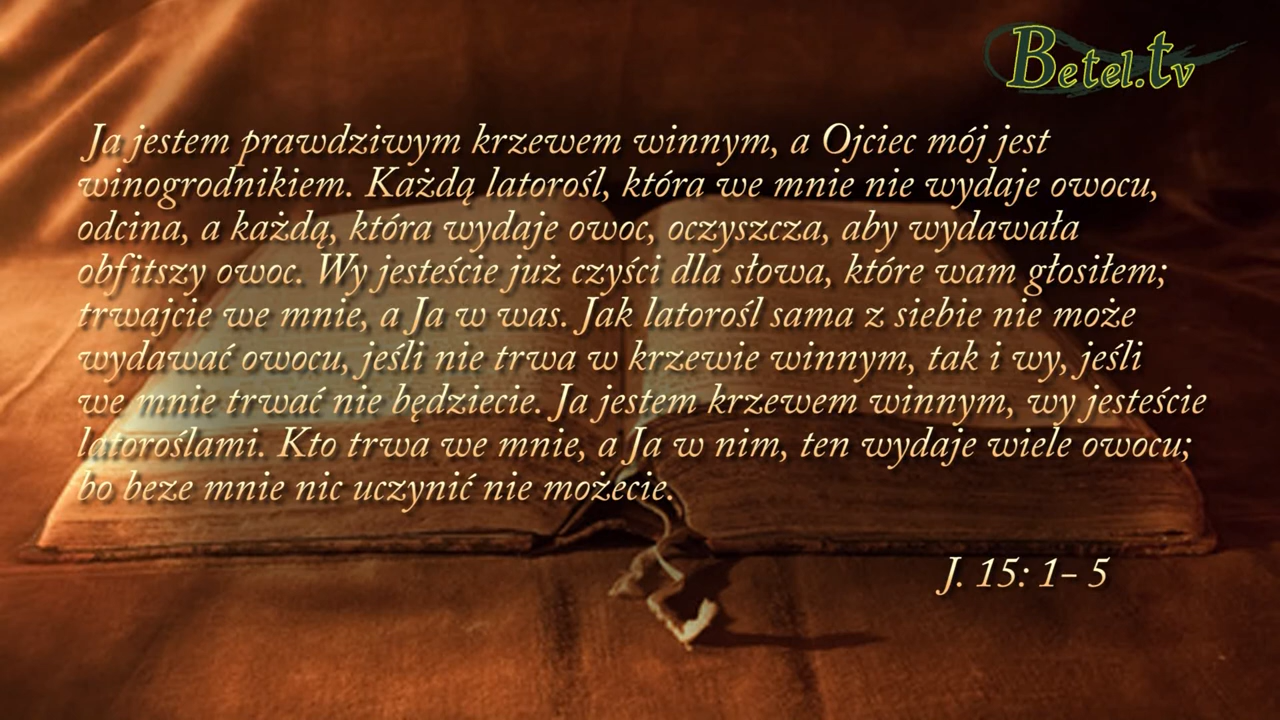 Betel.tv
Ja jestem prawdziwym krzewem winnym, a Ojciec mój jest
winogrodnikiem. Każdą latorośl, która we mnie nie wydaje owocu,
odcina, a każdą, która wydaje owoc, oczyszcza, aby wydawała
obfitszy owoc. Wy jesteście już czyści dla słowa, które wam głosiłem;
trwajcie we mnie, a Ja w was. Jak latorośl sama z siebie nie może
wydawać owocu, jeśli nie trwa w krzewie winnym, tak i wy, jeśli
we mnie trwać nie będziecie. Ja jestem krzewem winnym, wy jesteście
latoroślami. Kto trwa we mnie, a Ja w nim, ten wydaje wiele owocu;
bo beze mnie nic uczynić nie możecie.
J. 15: 1- 5